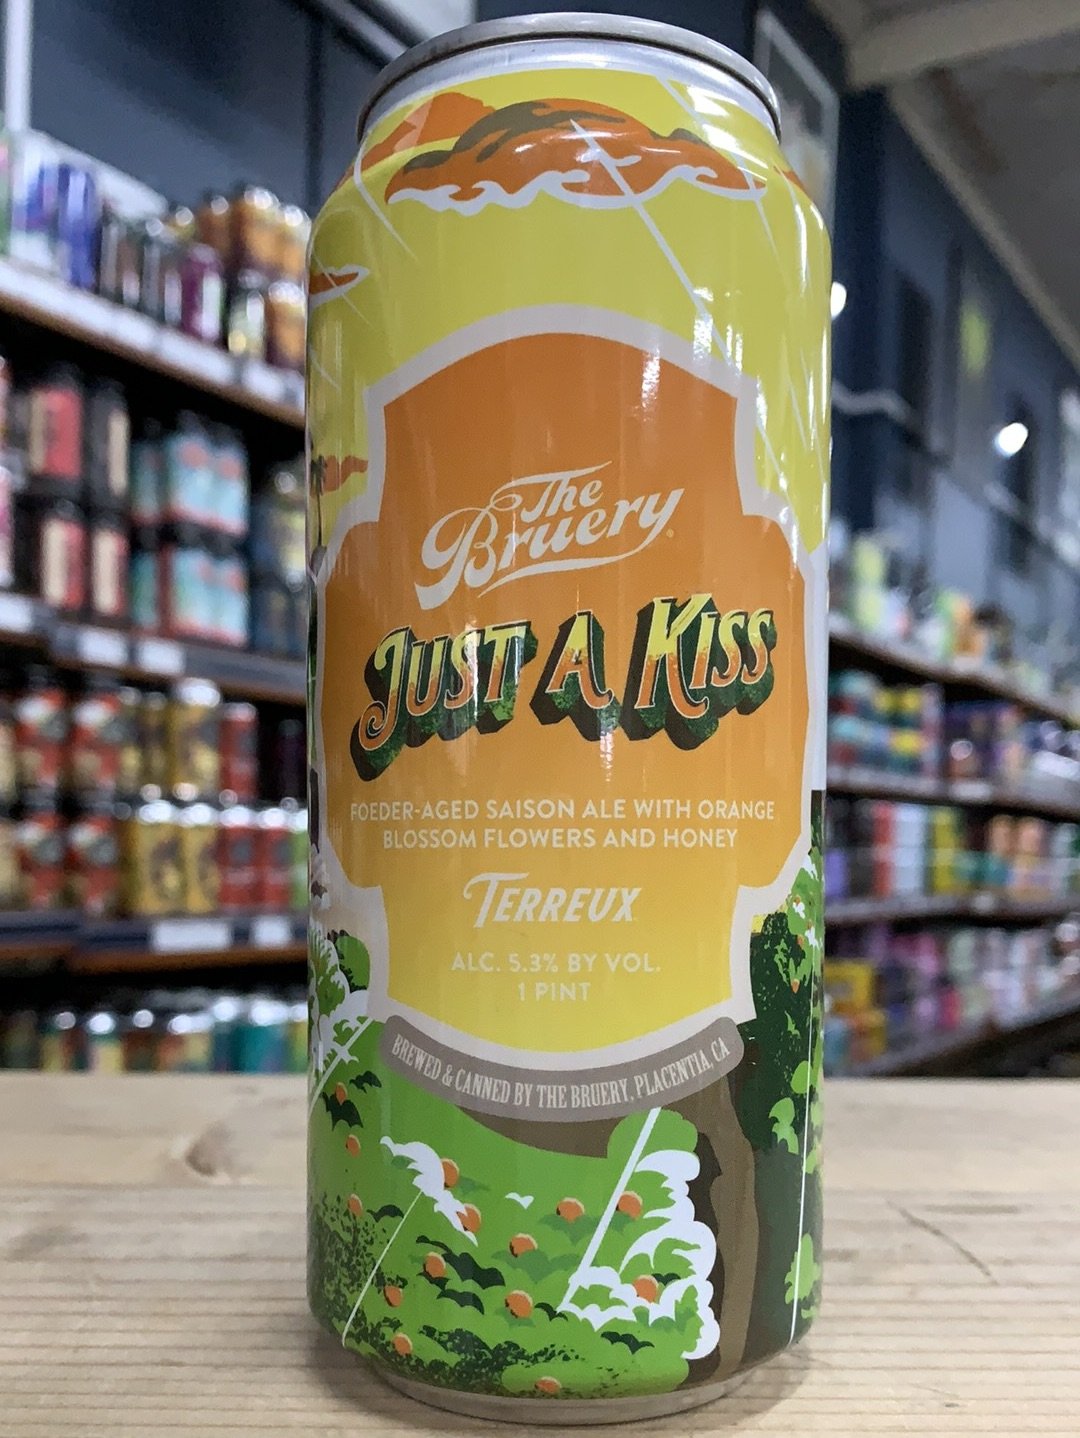 The
Bruery
JUST A KISS
FOEDER-AGED SAISON ALE WITH ORANGE
BLOSSOM FLOWERS AND HONEY
TERREUX
ALC. 5.3% BY VOL.
1 PINT
BREWED & CANNED BY THE BRUERY, PLACENTIA, CA